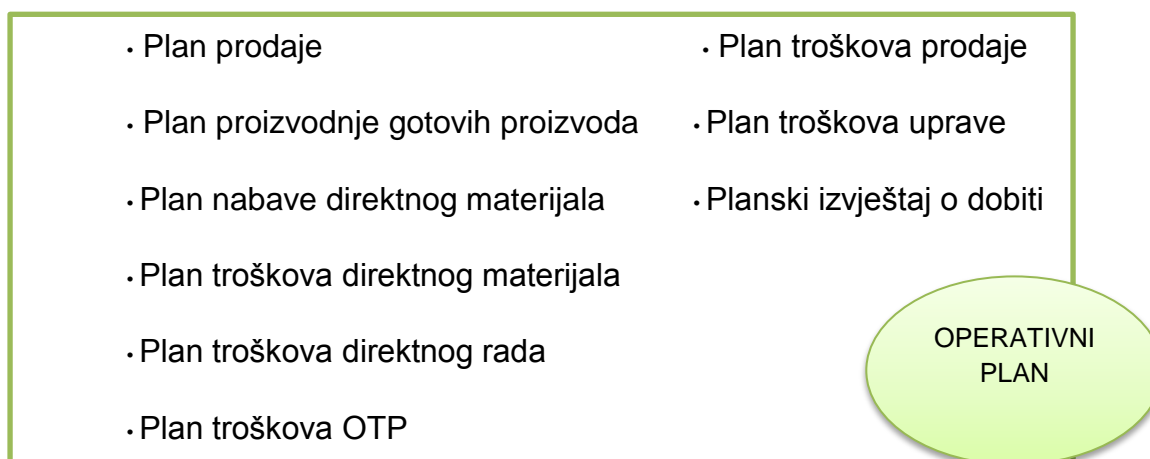 • Plan prodaje
• Plan proizvodnje gotovih proizvoda
• Plan nabave direktnog materijala
• Plan troškova direktnog materijala
• Plan troškova direktnog rada
• Plan troškova OTP
• Plan troškova prodaje
• Plan troškova uprave
• Planski izvještaj o dobiti
OPERATIVNI
PLAN